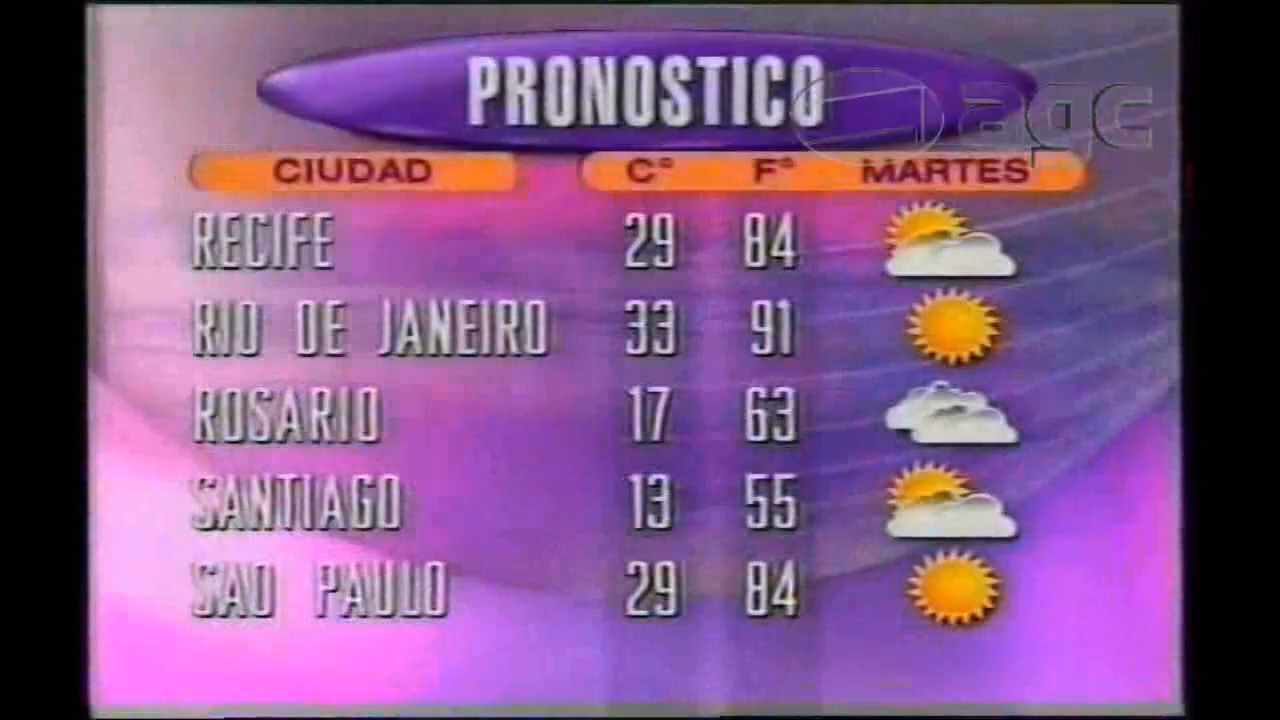 PRONOSTICO
agc
CIUDAD C° F° MARTES
RECIFE 29 84
RIO DE JANEIRO 33 91
ROSARIO 17 63
SANTIAGO 13 55
SAO PAULO 29 84